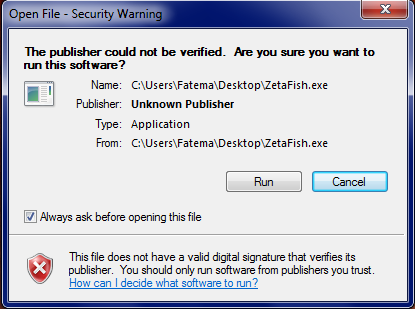 Open File - Security Warning
The publisher could not be verified.  Are you sure you want to
run this software?
Name: C:\Users\Fatema\Desktop\ZetaFish.exe
Publisher: Unknown Publisher
Type: Application
From: C:\Users\Fatema\Desktop\ZetaFish.exe
Run Cancel
Always ask before opening this file
This file does not have a valid digital signature that verifies its
publisher.  You should only run software from publishers you trust.
How can I decide what software to run?